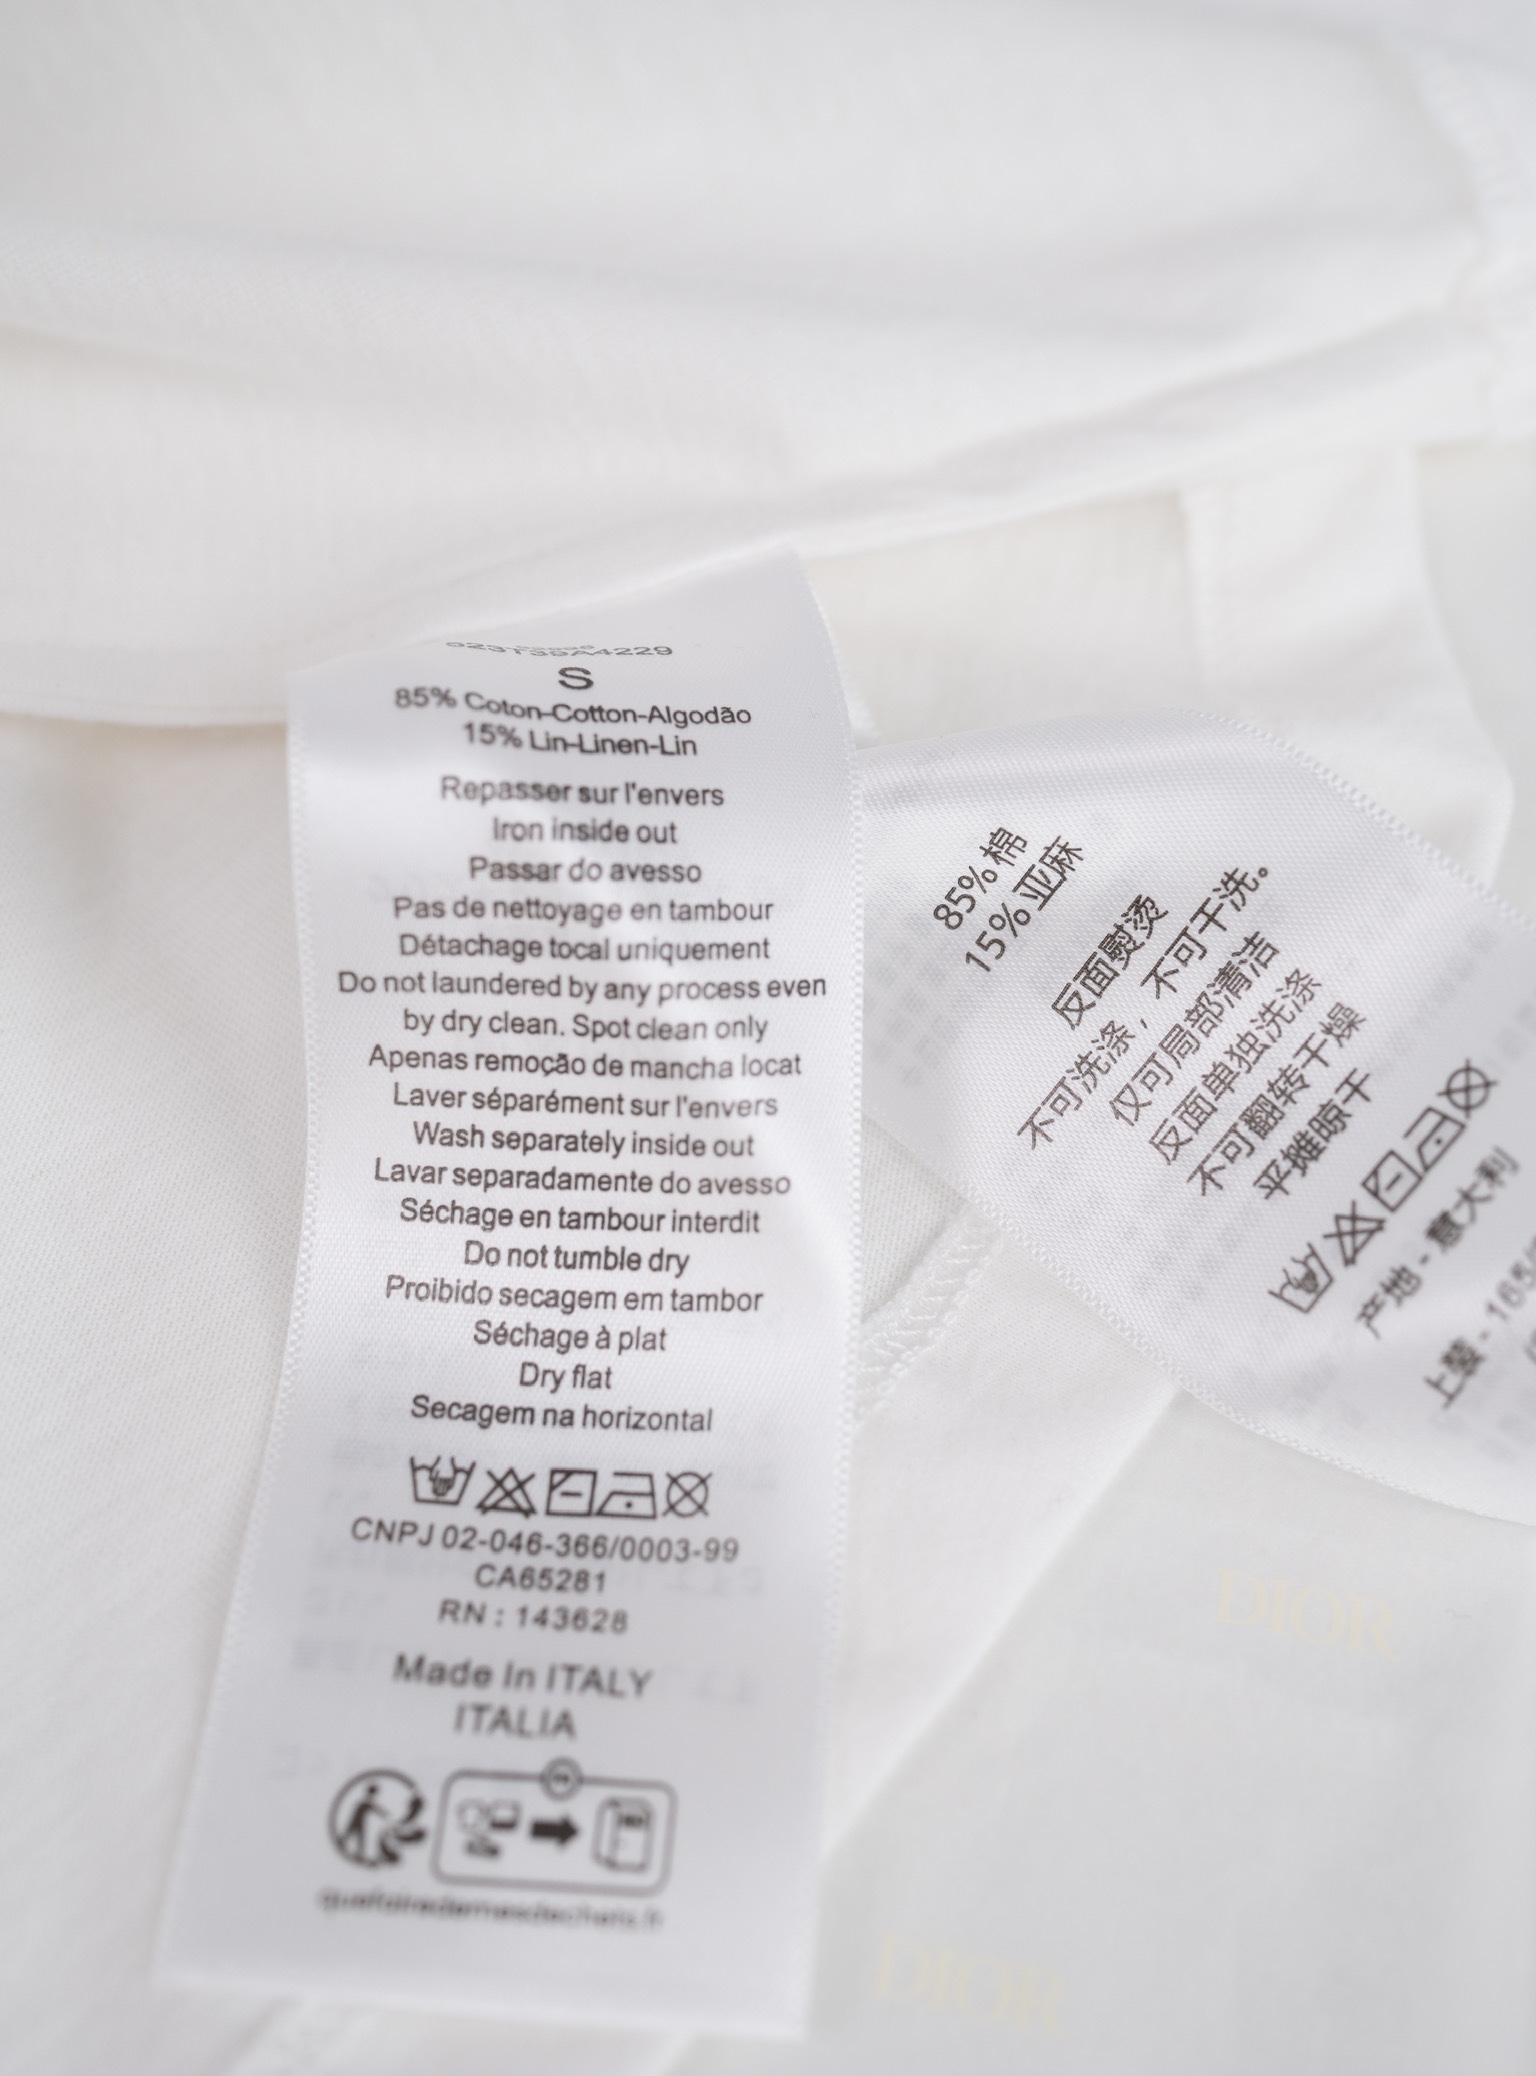 S
85% Coton-Cotton-Algodão
15% Lin-Linen-Lin
Repasser sur l'envers
Iron inside out
Passar do avesso
Pas de nettoyage en tambour
Détachage tocal uniquement
Do not laundered by any process even
by dry clean. Spot clean only
Apenas remoção de mancha locat
Laver séparément sur l'envers
Wash separately inside out
Lavar separadamente do avesso
Séchage en tambour interdit
Do not tumble dry
Proibido secagem em tambor
Séchage à plat
Dry flat
Secagem na horizontal
CNPJ 02-046-366/0003-99
CA65281
RN : 143628
Made In ITALY
ITALIA
quefairedemesdechets.fr
85% 棉
15% 亚麻
反面熨烫
不可洗涤，不可干洗。
仅可局部清洁
反面单独洗涤
不可翻转干燥
平摊晾干
产地 - 意大利
上装 - 165/
DIOR
DIOR